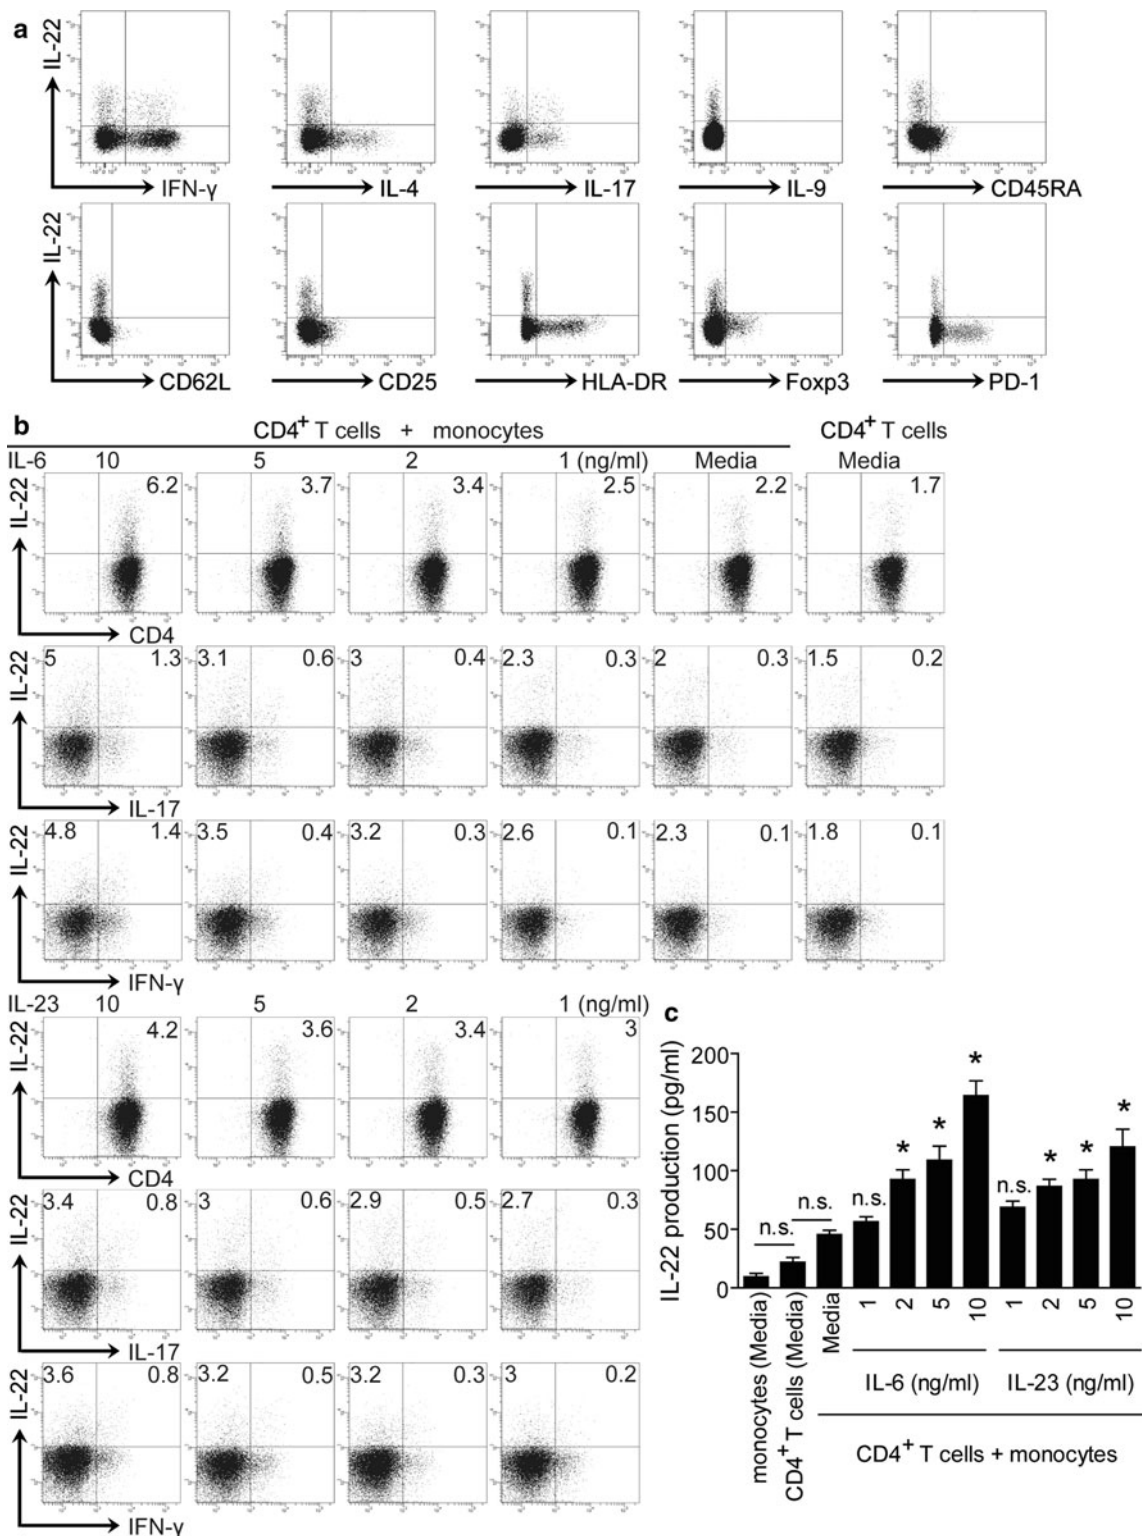 a
IL-22
IFN-γ IL-4 IL-17 IL-9 CD45RA
IL-22
CD62L CD25 HLA-DR Foxp3 PD-1
b
CD4+ T cells + monocytes CD4+ T cells
IL-6 10 5 2 1 (ng/ml) Media Media
IL-22 6.2 3.7 3.4 2.5 2.2 1.7
CD4
IL-22 5 1.3 3.1 0.6 3 0.4 2.3 0.3 2 0.3 1.5 0.2
IL-17
IL-22 4.8 1.4 3.5 0.4 3.2 0.3 2.6 0.1 2.3 0.1 1.8 0.1
IFN-γ
IL-23 10 5 2 1 (ng/ml)
IL-22 4.2 3.6 3.4 3
CD4
IL-22 3.4 0.8 3 0.6 2.9 0.5 2.7 0.3
IL-17
IL-22 3.6 0.8 3.2 0.5 3.2 0.3 3 0.2
IFN-γ
c
IL-22 production (pg/ml)
200
150
100
50
0
n.s. n.s. n.s. * * * n.s. * * *
monocytes (Media)
CD4+ T cells (Media)
Media
1 2 5 10 1 2 5 10
IL-6 (ng/ml) IL-23 (ng/ml)
CD4+ T cells + monocytes